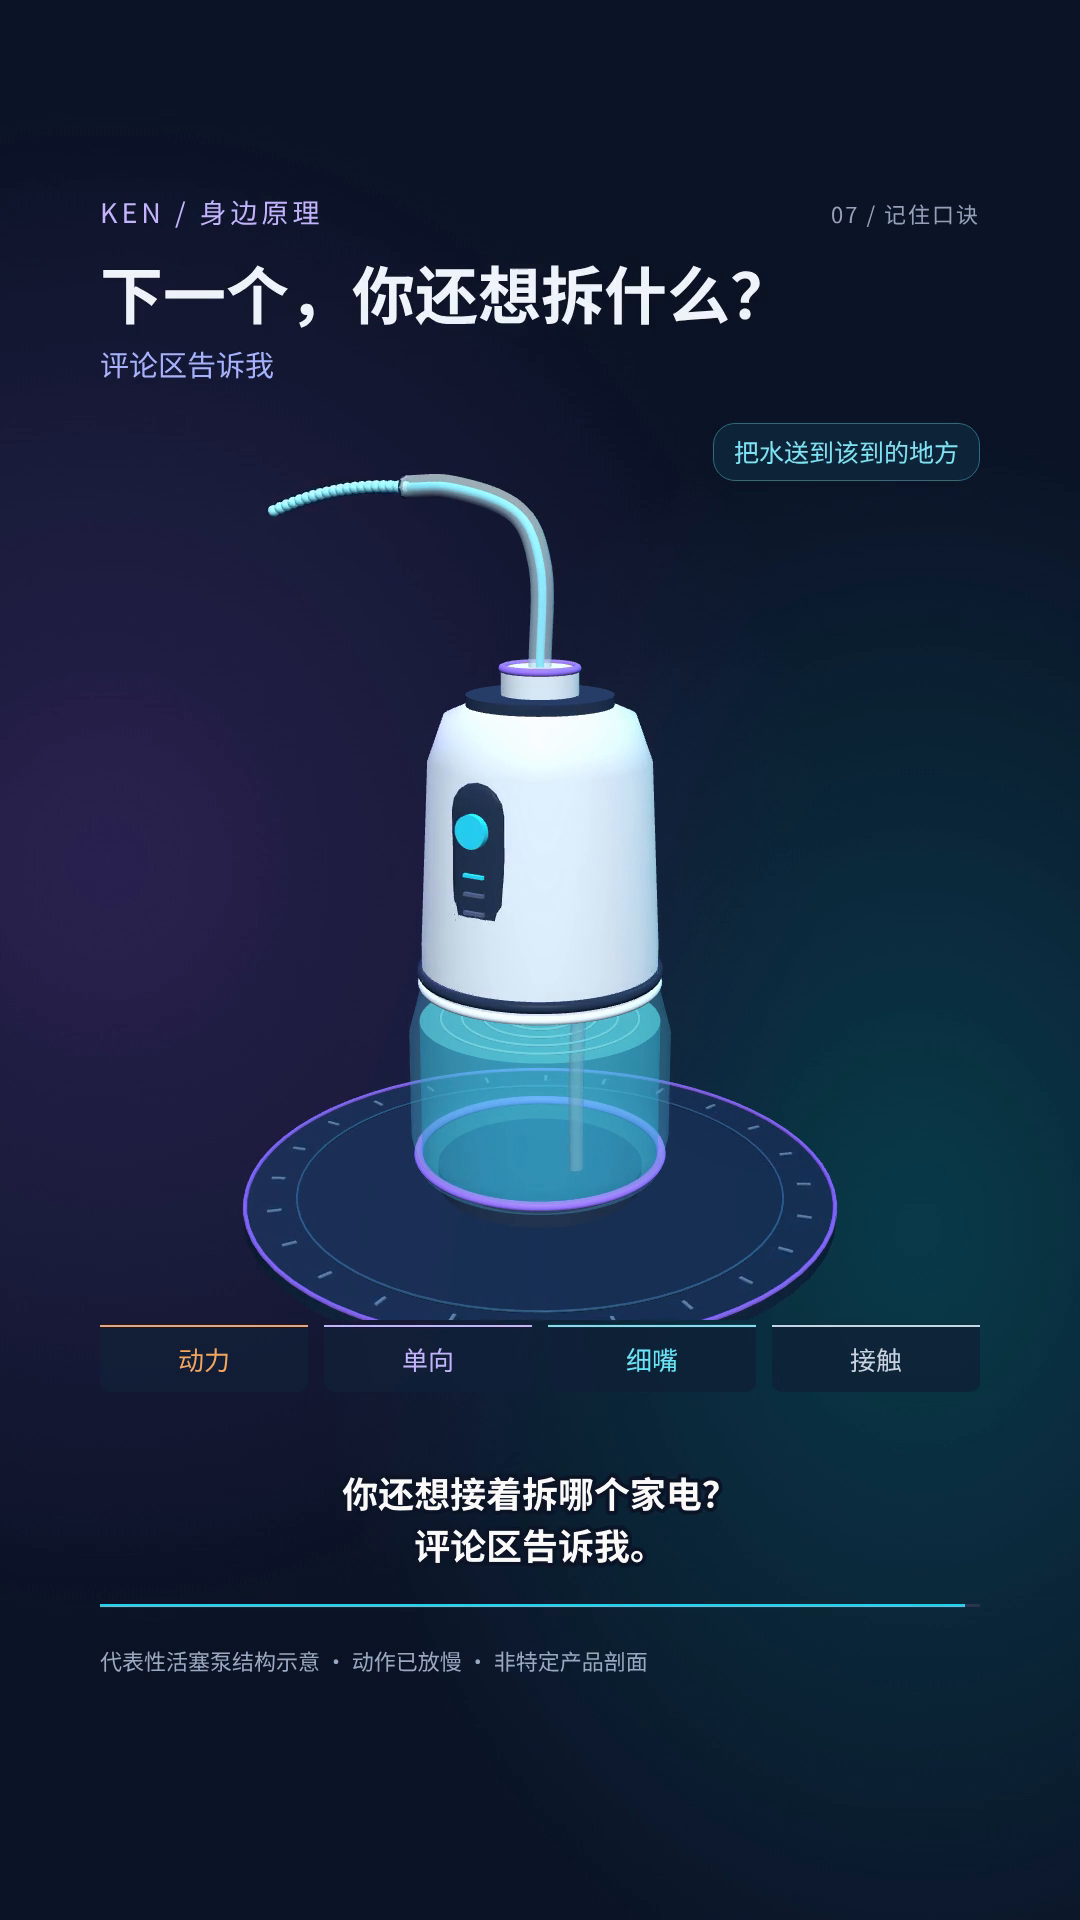 KEN / 身边原理
07 / 记住口诀
下一个，你还想拆什么？
评论区告诉我
把水送到该到的地方
动力
单向
细嘴
接触
你还想接着拆哪个家电？
评论区告诉我。
代表性活塞泵结构示意 · 动作已放慢 · 非特定产品剖面